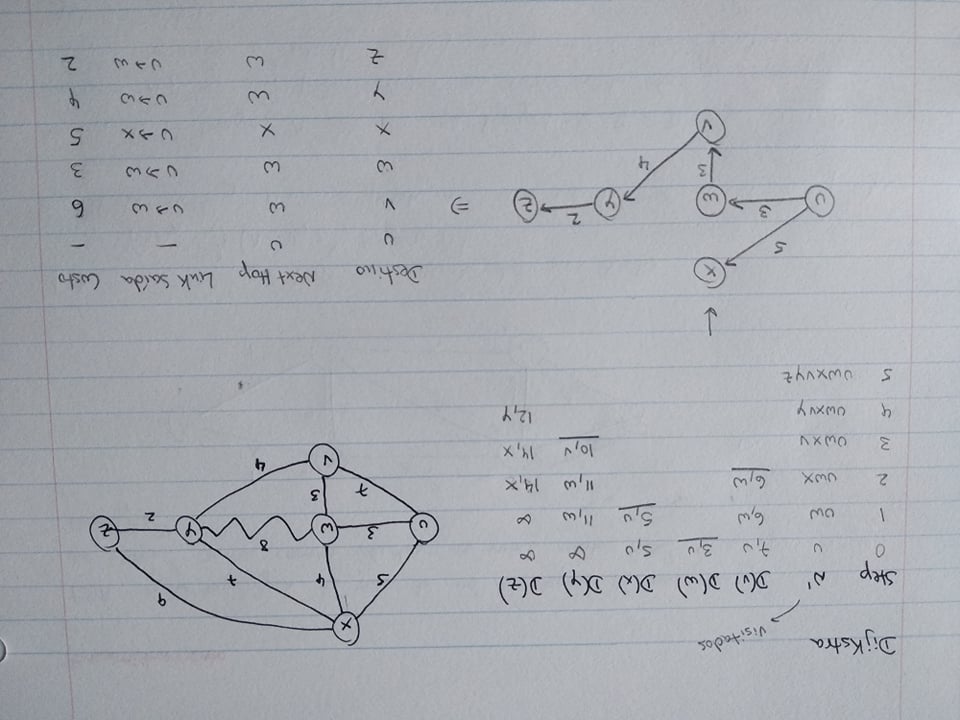 Dijkstra
visitados
Step N' D(v) D(w) D(x) D(y) D(z)
0 u 7,u 3,u 5,u ∞ ∞
1 uw 6,w 5,u 11,w ∞
2 uwx 6,w 11,w 14,x
3 uwxv 10,v 14,x
4 uwxvy 12,y
5 uwxvyz
x
9
5 4 7
8
u 3 w y z
2
7 3
4
v
x
5
3 2
u w y z
3 4
v
⇒
Destino Next Hop Link Saída Custo
u u — —
v w u→w 6
w w u→w 3
x x u→x 5
y w u→w 4
z w u→w 2